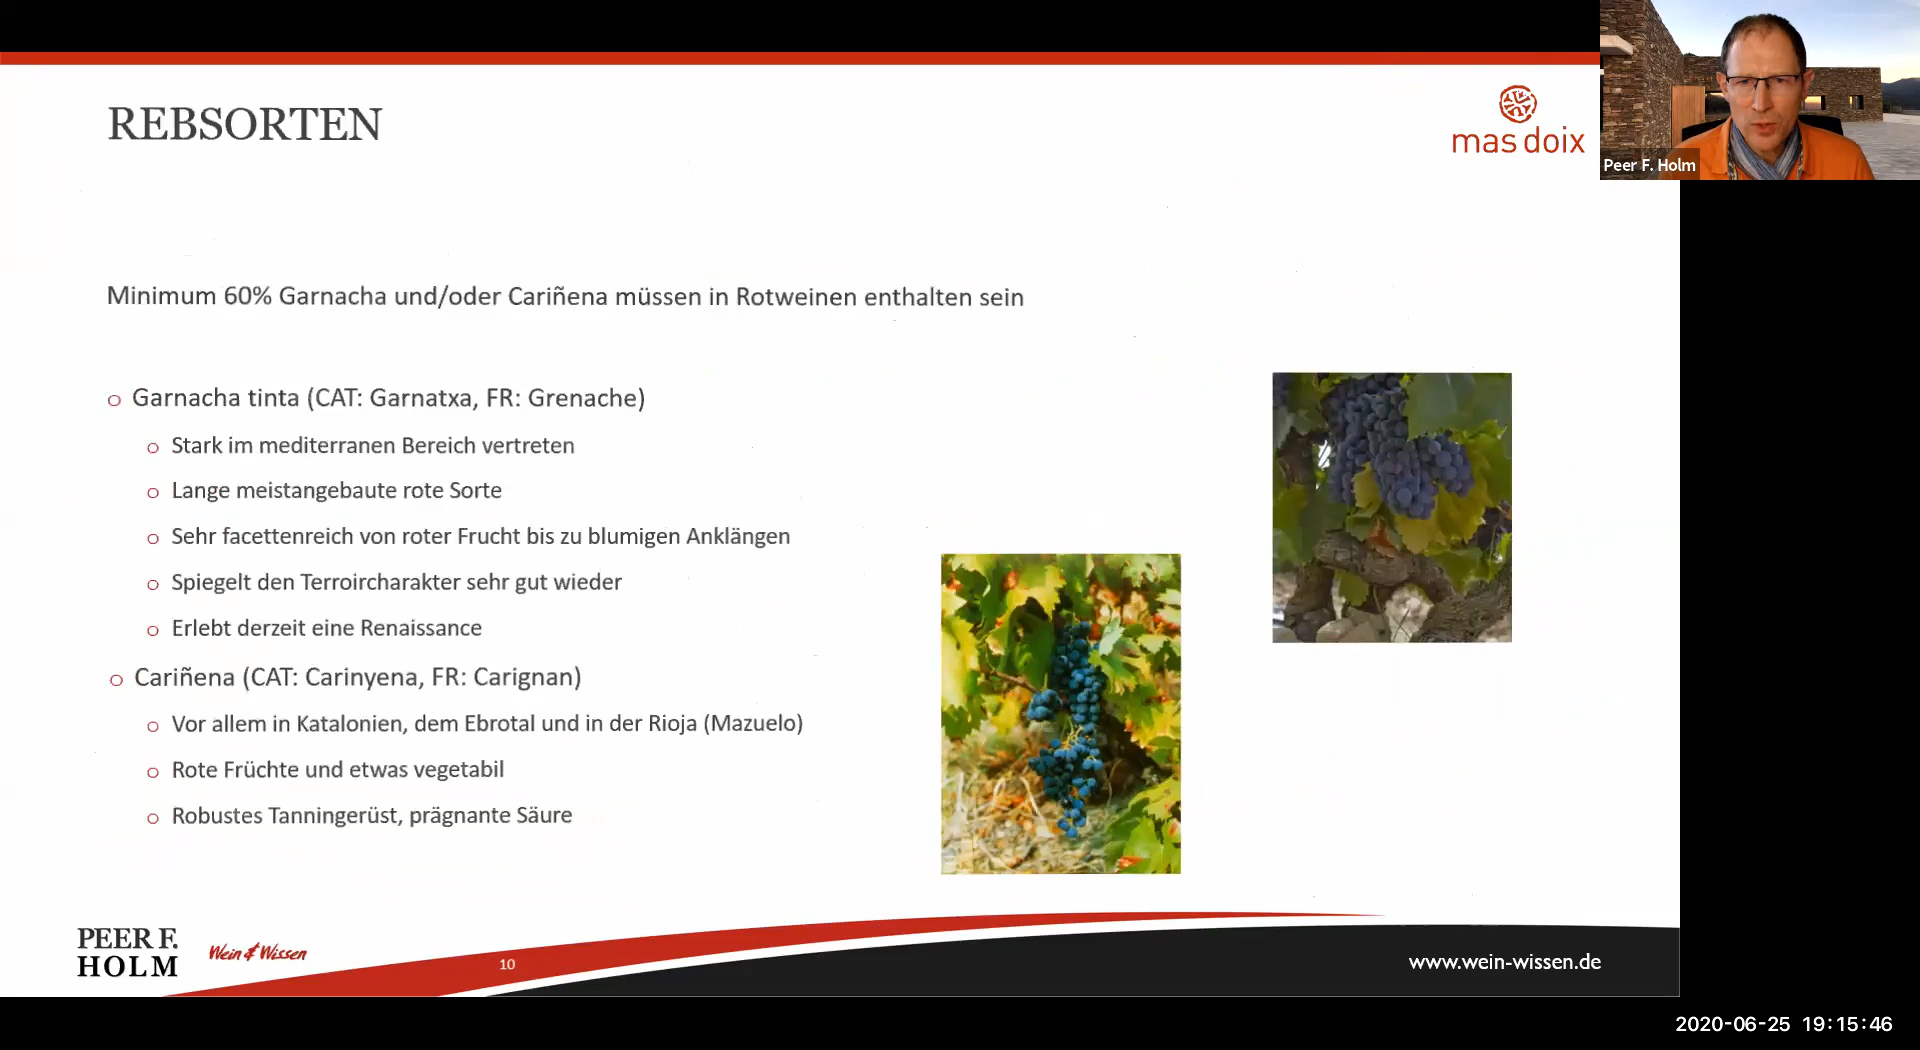 REBSORTEN
mas doix
Peer F. Holm
Minimum 60% Garnacha und/oder Cariñena müssen in Rotweinen enthalten sein
o Garnacha tinta (CAT: Garnatxa, FR: Grenache)
o Stark im mediterranen Bereich vertreten
o Lange meistangebaute rote Sorte
o Sehr facettenreich von roter Frucht bis zu blumigen Anklängen
o Spiegelt den Terroircharakter sehr gut wieder
o Erlebt derzeit eine Renaissance
o Cariñena (CAT: Carinyena, FR: Carignan)
o Vor allem in Katalonien, dem Ebrotal und in der Rioja (Mazuelo)
o Rote Früchte und etwas vegetabil
o Robustes Tanningerüst, prägnante Säure
PEER F.
HOLM
Wein & Wissen
10
www.wein-wissen.de
2020-06-25 19:15:46